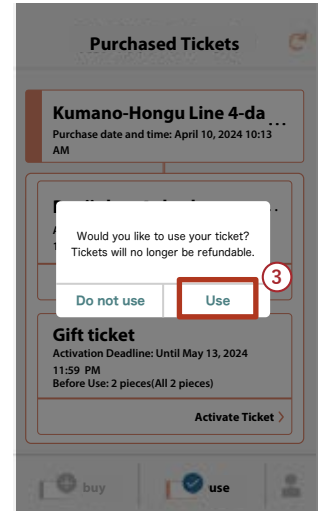 Purchased Tickets
Kumano-Hongu Line 4-da...
Purchase date and time: April 10, 2024 10:13
AM
Would you like to use your ticket?
Tickets will no longer be refundable.
3
Do not use
Use
Gift ticket
Activation Deadline: Until May 13, 2024
11:59 PM
Before Use: 2 pieces(All 2 pieces)
Activate Ticket >
buy
use